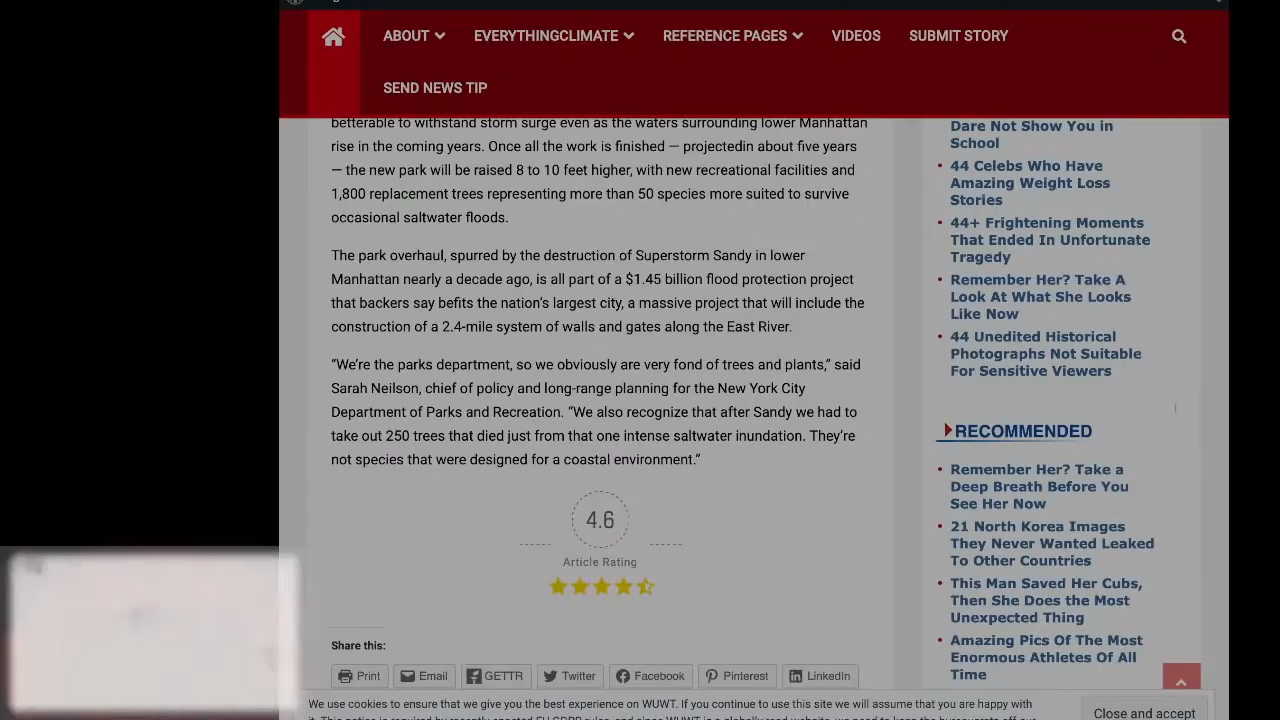 ABOUT EVERYTHINGCLIMATE REFERENCE PAGES VIDEOS SUBMIT STORY
SEND NEWS TIP
betterable to withstand storm surge even as the waters surrounding lower Manhattan
rise in the coming years. Once all the work is finished — projectedin about five years
— the new park will be raised 8 to 10 feet higher, with new recreational facilities and
1,800 replacement trees representing more than 50 species more suited to survive
occasional saltwater floods.
The park overhaul, spurred by the destruction of Superstorm Sandy in lower
Manhattan nearly a decade ago, is all part of a $1.45 billion flood protection project
that backers say befits the nation’s largest city, a massive project that will include the
construction of a 2.4-mile system of walls and gates along the East River.
“We’re the parks department, so we obviously are very fond of trees and plants,” said
Sarah Neilson, chief of policy and long-range planning for the New York City
Department of Parks and Recreation. “We also recognize that after Sandy we had to
take out 250 trees that died just from that one intense saltwater inundation. They’re
not species that were designed for a coastal environment.”
4.6
Article Rating
Share this:
Print Email GETTR Twitter Facebook Pinterest LinkedIn
Dare Not Show You in
School
44 Celebs Who Have
Amazing Weight Loss
Stories
44+ Frightening Moments
That Ended In Unfortunate
Tragedy
Remember Her? Take A
Look At What She Looks
Like Now
44 Unedited Historical
Photographs Not Suitable
For Sensitive Viewers
RECOMMENDED
Remember Her? Take a
Deep Breath Before You
See Her Now
21 North Korea Images
They Never Wanted Leaked
To Other Countries
This Man Saved Her Cubs,
Then She Does the Most
Unexpected Thing
Amazing Pics Of The Most
Enormous Athletes Of All
Time
We use cookies to ensure that we give you the best experience on WUWT. If you continue to use this site we will assume that you are happy with
Close and accept